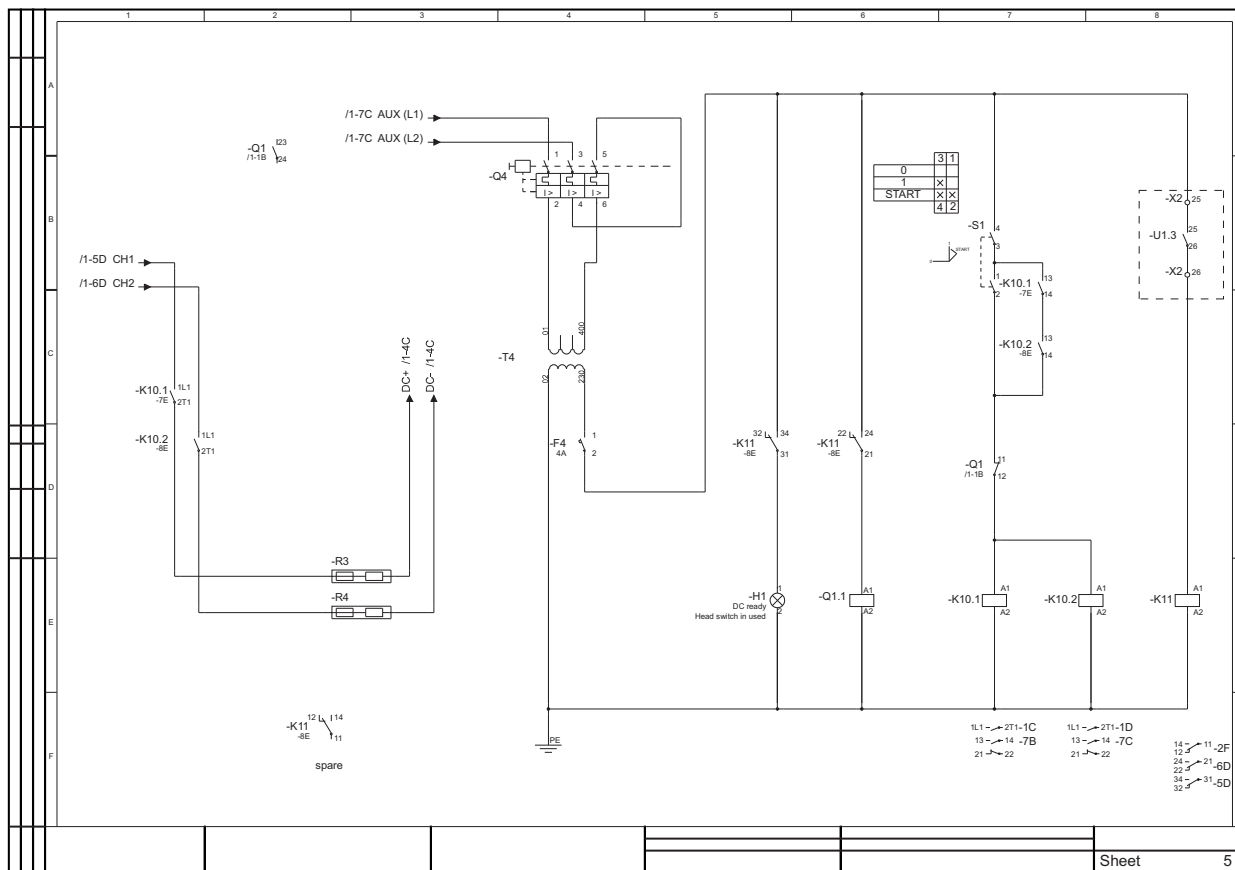 1 2 3 4 5 6 7 8
A
B
C
D
E
F
/1-7C AUX (L1)
/1-7C AUX (L2)
-Q1
/1-1B
23
24
-Q4
1 3 5
I > I > I >
2 4 6
3 1
0
1 ×
START × ×
4 2
-X2 25
-U1.3
25
26
-X2 26
-S1
4
3
1
2
0
1
START
/1-5D CH1
/1-6D CH2
-K10.1
-7E
13
14
-K10.2
-8E
13
14
DC+ /1-4C
DC- /1-4C
-T4
01 400
02 230
-K10.1
-7E
1L1
2T1
-K10.2
-8E
1L1
2T1
-F4
4A
1
2
-K11
-8E
32 34
31
-K11
-8E
22 24
21
-Q1
/1-1B
11
12
-R3
-R4
-H1
DC ready
Head switch in used
1
2
-Q1.1
A1
A2
-K10.1
A1
A2
-K10.2
A1
A2
-K11
A1
A2
-K11
-8E
12 14
11
spare
PE
1L1 2T1 -1C
13 14 -7B
21 22
1L1 2T1 -1D
13 14 -7C
21 22
14 11 -2F
12
24 21 -6D
22
34 31 -5D
32
Sheet 5